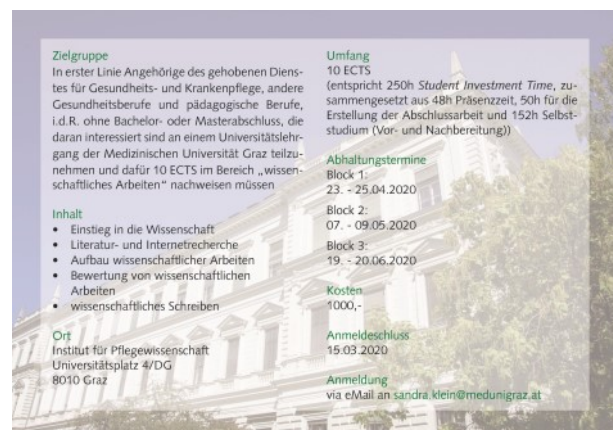 Zielgruppe
In erster Linie Angehörige des gehobenen Diens-
tes für Gesundheits- und Krankenpflege, andere
Gesundheitsberufe und pädagogische Berufe,
i.d.R. ohne Bachelor- oder Masterabschluss, die
daran interessiert sind an einem Universitätslehr-
gang der Medizinischen Universität Graz teilzu-
nehmen und dafür 10 ECTS im Bereich „wissen-
schaftliches Arbeiten“ nachweisen müssen
Inhalt
• Einstieg in die Wissenschaft
• Literatur- und Internetrecherche
• Aufbau wissenschaftlicher Arbeiten
• Bewertung von wissenschaftlichen
Arbeiten
• wissenschaftliches Schreiben
Ort
Institut für Pflegewissenschaft
Universitätsplatz 4/DG
8010 Graz
Umfang
10 ECTS
(entspricht 250h Student Investment Time, zu-
sammengesetzt aus 48h Präsenzzeit, 50h für die
Erstellung der Abschlussarbeit und 152h Selbst-
studium (Vor- und Nachbereitung))
Abhaltungstermine
Block 1:
23. - 25.04.2020
Block 2:
07. - 09.05.2020
Block 3:
19. - 20.06.2020
Kosten
1000,-
Anmeldeschluss
15.03.2020
Anmeldung
via eMail an sandra.klein@medunigraz.at